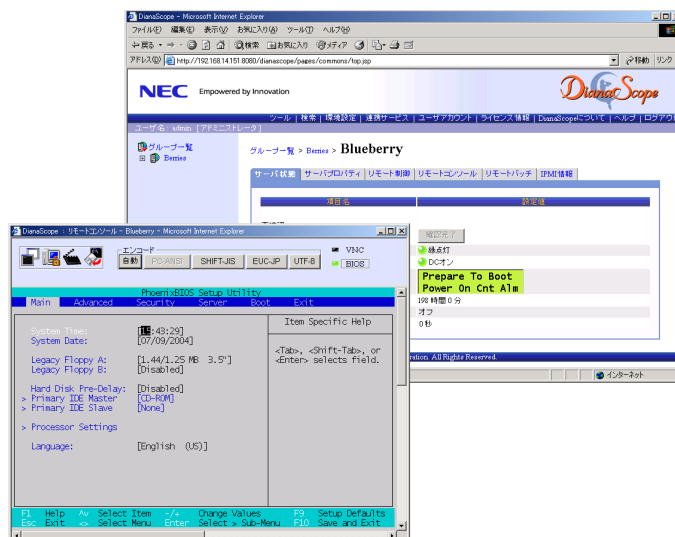 DianaScope - Microsoft Internet Explorer
ファイル(F) 編集(E) 表示(V) お気に入り(A) ツール(T) ヘルプ(H)
戻る 検索 お気に入り メディア
アドレス(D) http://192.168.14.151:8080/dianascope/pages/commons/top.jsp 移動 リンク
NEC Empowered by Innovation DianaScope
ツール | 検索 | 環境設定 | 連携サービス | ユーザアカウント | ライセンス情報 | DianaScopeについて | ヘルプ | ログアウ
ユーザ名: admin [アドミニストレータ]
グループ一覧
Berries
グループ一覧 > Berries > Blueberry
サーバ状態 サーバプロパティ リモート制御 リモートコンソール リモートバッチ IPMI情報
項目名 設定値
確認完了
緑点灯
DCオン
Prepare To Boot
Power On Cnt Alm
198 時間 0 分
オフ
0 秒
ration. All Rights Reserved.
インターネット
DianaScope : リモートコンソール - Blueberry - Microsoft Internet Explorer
エンコード
自動 PC-ANSI SHIFT-JIS EUC-JP UTF-8
VNC
BIOS
PhoenixBIOS Setup Utility
Main Advanced Security Server Boot Exit
Item Specific Help
System Time: [15:43:29]
System Date: [07/09/2004]
<Tab>, <Shift-Tab>, or
<Enter> selects field.
Legacy Floppy A: [1.44/1.25 MB 3.5"]
Legacy Floppy B: [Disabled]
Hard Disk Pre-Delay: [Disabled]
> Primary IDE Master [CD-ROM]
> Primary IDE Slave [None]
> Processor Settings
Language: [English (US)]
F1 Help ^v Select Item -/+ Change Values F9 Setup Defaults
Esc Exit <> Select Menu Enter Select > Sub-Menu F10 Save and Exit